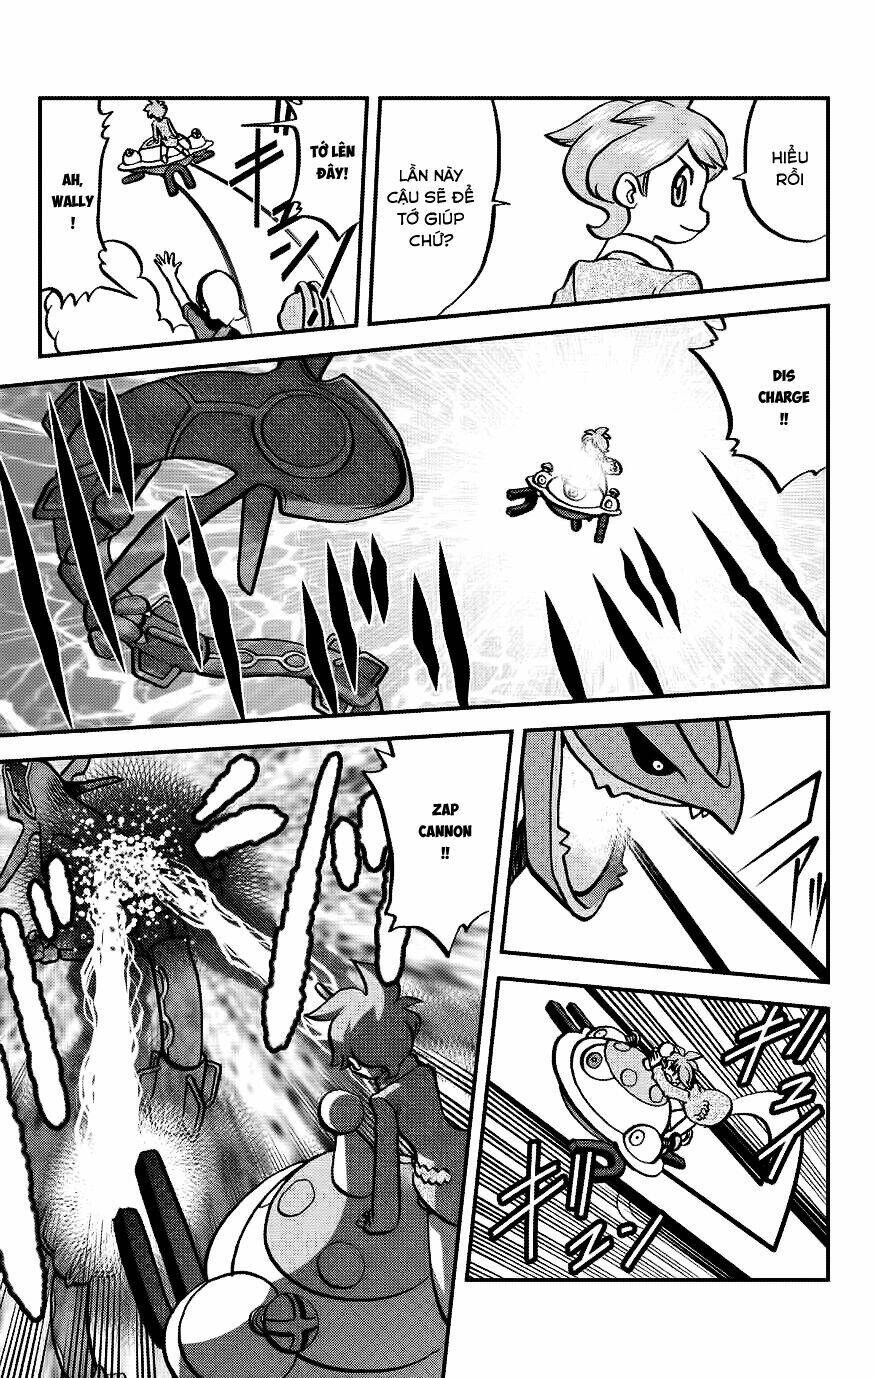 HIỂU
RỒI
LẦN NÀY
CẬU SẼ ĐỂ
TỚ GIÚP
CHỨ?
TỚ LÊN
ĐÂY!
AH,
WALLY
!
DIS
CHARGE
!!
ZAP
CANNON
!!